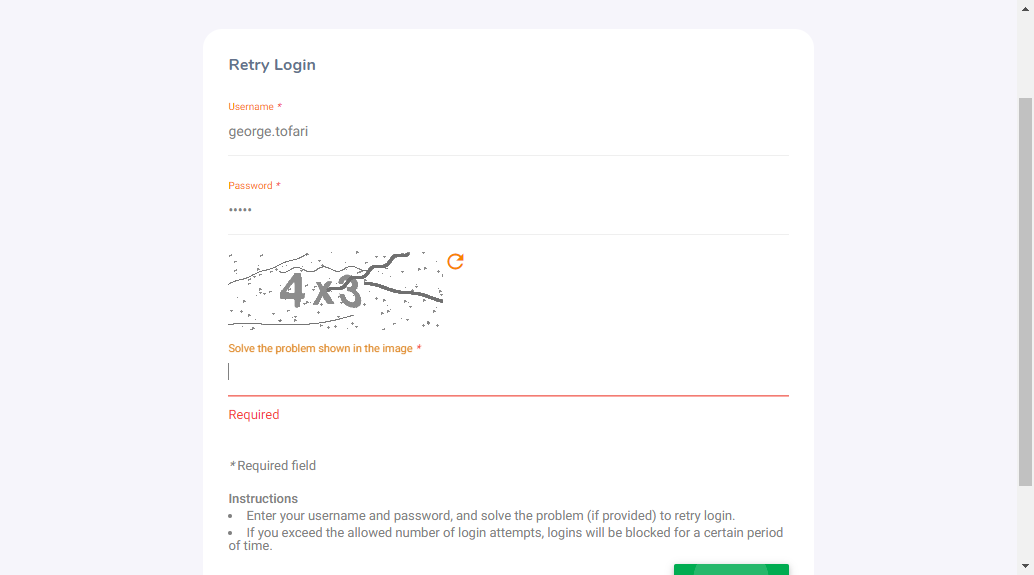 Retry Login
Username *
george.tofari
Password *
•••••
4x3
Solve the problem shown in the image *
Required
*Required field
Instructions
• Enter your username and password, and solve the problem (if provided) to retry login.
• If you exceed the allowed number of login attempts, logins will be blocked for a certain period
of time.